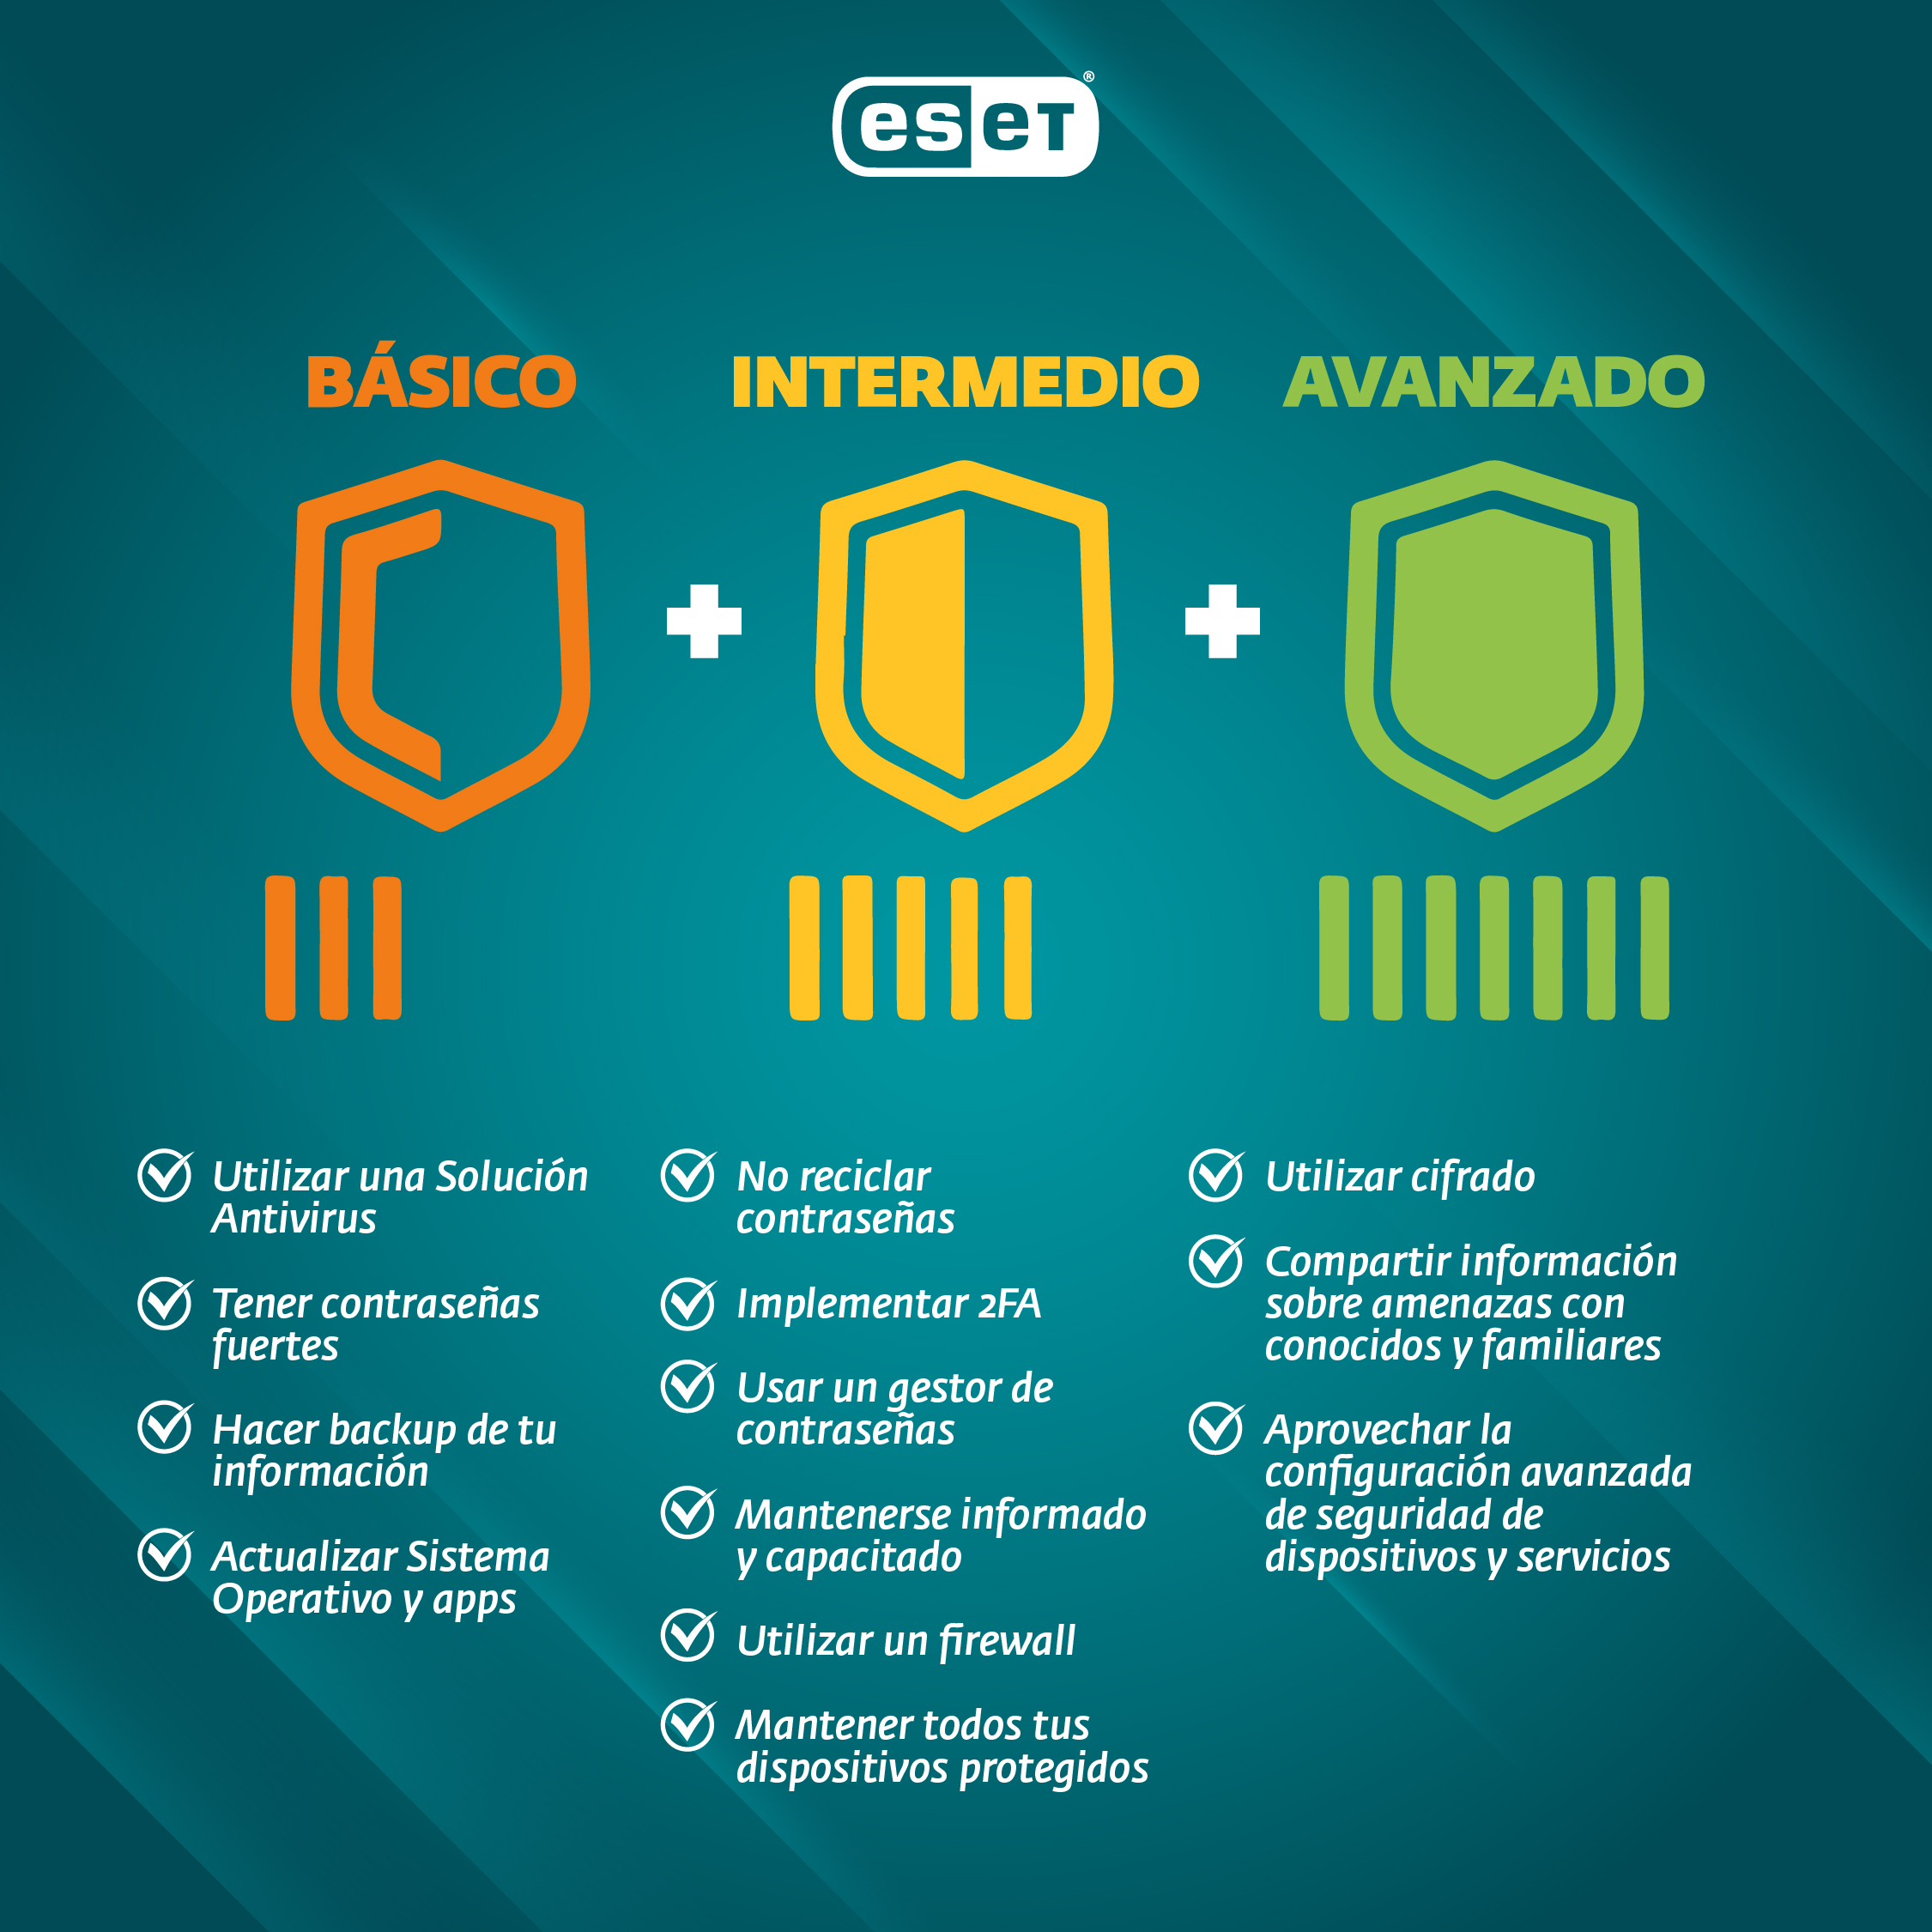 eset®
BÁSICO
INTERMEDIO
AVANZADO
Utilizar una Solución
Antivirus
Tener contraseñas
fuertes
Hacer backup de tu
información
Actualizar Sistema
Operativo y apps
No reciclar
contraseñas
Implementar 2FA
Usar un gestor de
contraseñas
Mantenerse informado
y capacitado
Utilizar un firewall
Mantener todos tus
dispositivos protegidos
Utilizar cifrado
Compartir información
sobre amenazas con
conocidos y familiares
Aprovechar la
configuración avanzada
de seguridad de
dispositivos y servicios